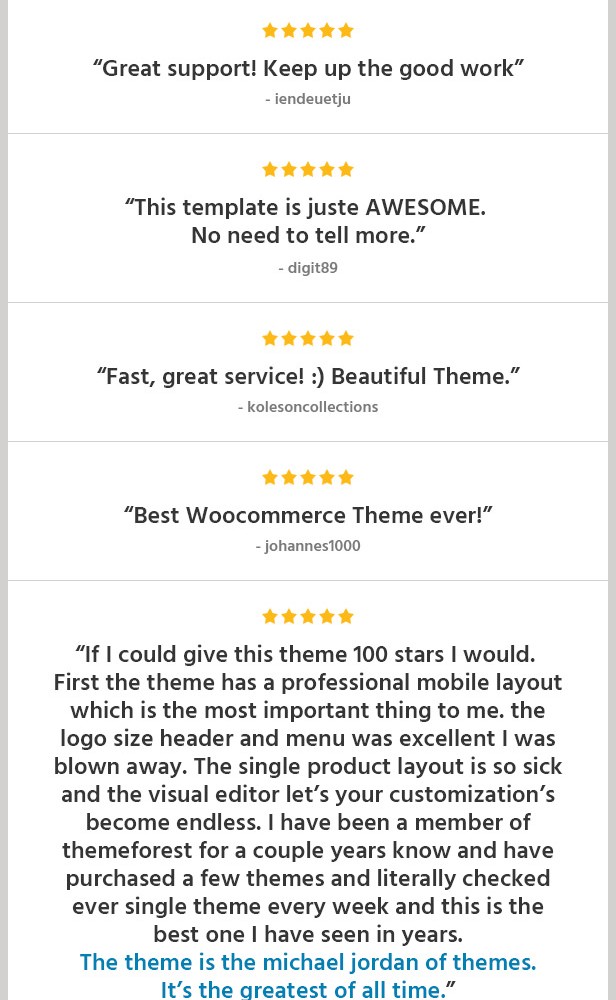 “Great support! Keep up the good work”
- iendeuetju
“This template is juste AWESOME.
No need to tell more.”
- digit89
“Fast, great service! :) Beautiful Theme.”
- kolesoncollections
“Best Woocommerce Theme ever!”
- johannes1000
“If I could give this theme 100 stars I would.
First the theme has a professional mobile layout
which is the most important thing to me. the
logo size header and menu was excellent I was
blown away. The single product layout is so sick
and the visual editor let’s your customization’s
become endless. I have been a member of
themeforest for a couple years know and have
purchased a few themes and literally checked
ever single theme every week and this is the
best one I have seen in years.
The theme is the michael jordan of themes.
It’s the greatest of all time.”